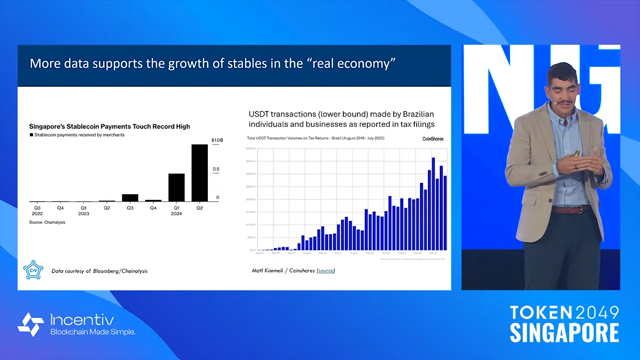 More data supports the growth of stables in the “real economy”
Singapore's Stablecoin Payments Touch Record High
■ Stablecoin payments received by merchants
$1.0B
0.5
0
Q3
2022
Q4
Q1
2023
Q2
Q3
Q4
Q1
2024
Q2
Source: Chainalysis
Data courtesy of Bloomberg/Chainalysis
USDT transactions (lower bound) made by Brazilian
individuals and businesses as reported in tax filings
Total USDT Transaction Volumes on Tax Returns - Brazil (August 2019 - July 2023)
CoinShares
(source)
NG
Incentiv
Blockchain Made Simple.
TOKEN2049
SINGAPORE